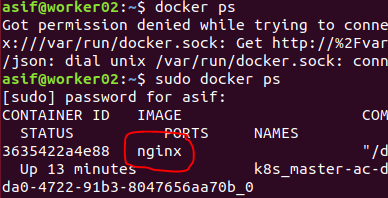 asif@worker02:~$ docker ps
Got permission denied while trying to conne
x:///var/run/docker.sock: Get http://%2Fvar
/json: dial unix /var/run/docker.sock: conn
asif@worker02:~$ sudo docker ps
[sudo] password for asif:
CONTAINER ID IMAGE COM
STATUS PORTS NAMES
3635422a4e88 nginx "/d
Up 13 minutes k8s_master-ac-d
da0-4722-91b3-8047656aa70b_0